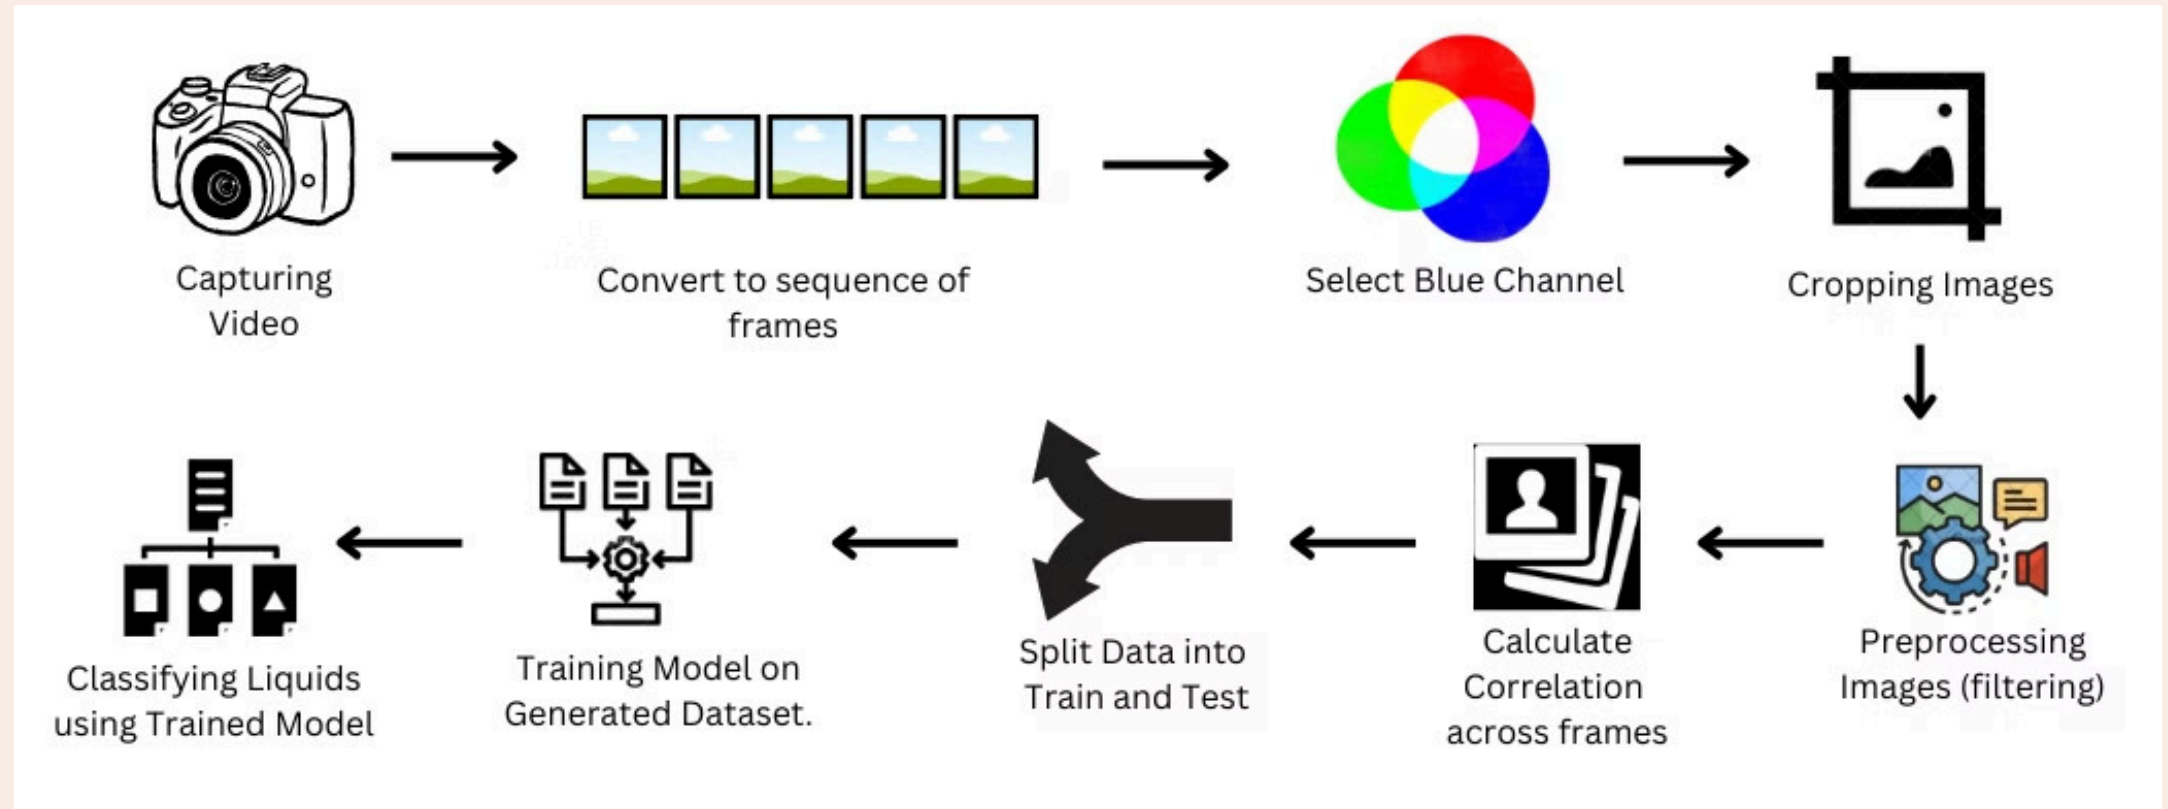 Capturing
Video
Convert to sequence of
frames
Select Blue Channel
Cropping Images
Preprocessing
Images (filtering)
Calculate
Correlation
across frames
Split Data into
Train and Test
Training Model on
Generated Dataset.
Classifying Liquids
using Trained Model